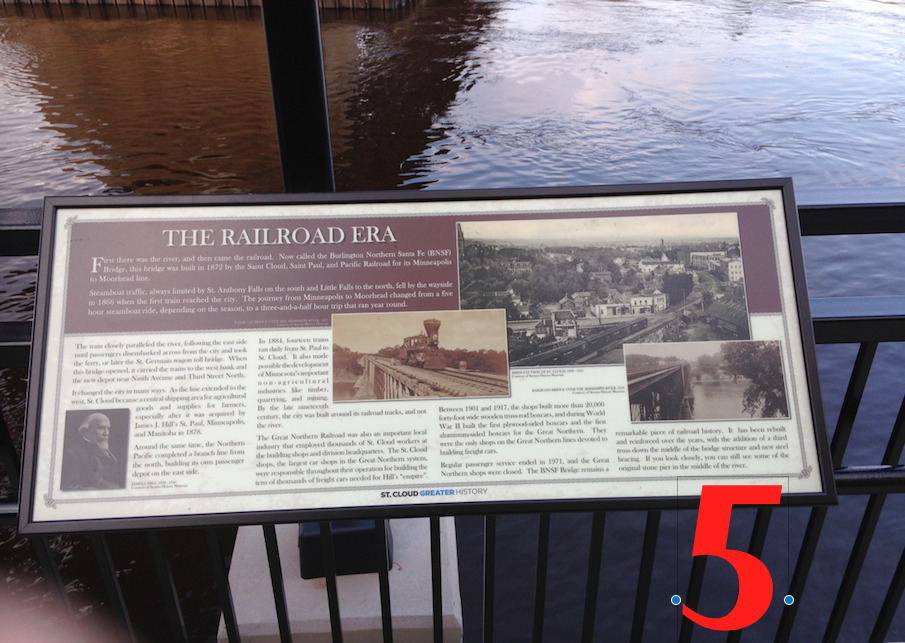 THE RAILROAD ERA
First there was the river, and then came the railroad. Now called the Burlington Northern Santa Fe (BNSF)
Bridge, this bridge was built in 1872 by the Saint Cloud, Saint Paul, and Pacific Railroad for its Minneapolis
to Moorhead line.
Steamboat traffic, always limited by St. Anthony Falls on the south and Little Falls to the north, fell by the wayside
in 1866 when the first train reached the city. The journey from Minneapolis to Moorhead changed from a five
hour steamboat ride, depending on the season, to a three-and-a-half hour trip that ran year round.
The train closely paralleled the river, following the east side
until passengers disembarked across from the city and took
the ferry, or later the St. Germain wagon toll bridge. When
this bridge opened, it carried the trains to the west bank and
the new depot near Ninth Avenue and Third Street North.
It changed the city in many ways. As the line extended to the
west, St. Cloud became a central shipping area for agricultural
goods and supplies for farmers,
especially after it was acquired by
James J. Hill's St. Paul, Minneapolis,
and Manitoba in 1878.
Around the same time, the Northern
Pacific completed a branch line from
the north, building its own passenger
depot on the east side.
In 1884, fourteen trains
ran daily from St. Paul to
St. Cloud. It also made
possible the development
of Minnesota's important
non-agricultural
industries like timber,
quarrying, and mining.
By the late nineteenth
century, the city was built around its railroad tracks, and not
the river.
The Great Northern Railroad was also an important local
industry that employed thousands of St. Cloud workers at
the building shops and division headquarters. The St. Cloud
shops, the largest car shops in the Great Northern system,
were responsible throughout their operation for building the
tens of thousands of freight cars needed for Hill's "empire".
Between 1901 and 1917, the shops built more than 20,000
forty-foot wide wooden truss-rod boxcars, and during World
War II built the first plywood-sided boxcars and the first
aluminum-sided boxcars for the Great Northern. They
were the only shops on the Great Northern lines devoted to
building freight cars.
Regular passenger service ended in 1971, and the Great
Northern shops were closed. The BNSF Bridge remains a
remarkable piece of railroad history. It has been rebuilt
and reinforced over the years, with the addition of a third
truss down the middle of the bridge structure and new steel
bracing. If you look closely, you can still see some of the
original stone pier in the middle of the river.
ST. CLOUD GREATER HISTORY
5